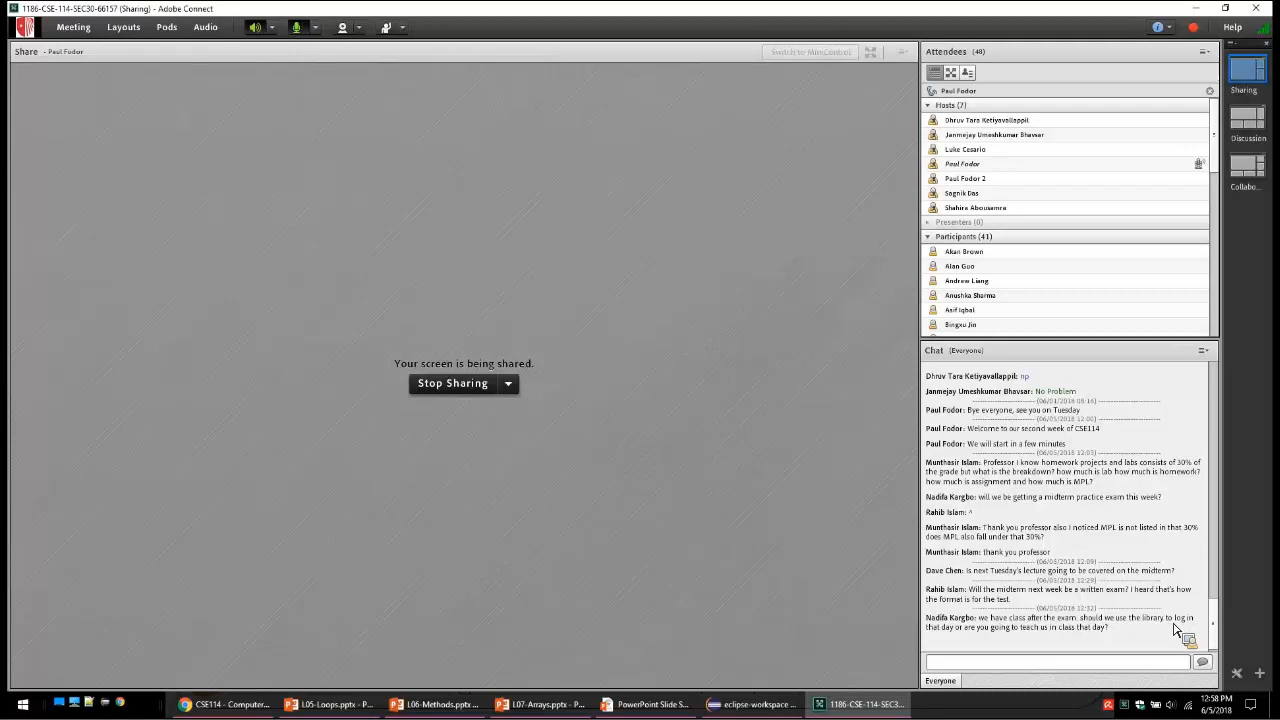 1186-CSE-114-SEC30-66157 (Sharing) - Adobe Connect
Meeting Layouts Pods Audio Help
Share - Paul Fodor
Switch to MiniControl
Your screen is being shared.
Stop Sharing
Attendees (48)
Paul Fodor
Hosts (7)
Dhruv Tara Ketiyavallappil
Janmejay Umeshkumar Bhavsar
Luke Cesario
Paul Fodor
Paul Fodor 2
Sagnik Das
Shahira Abousamra
Presenters (0)
Participants (41)
Akan Brown
Alan Guo
Andrew Liang
Anushka Sharma
Asif Iqbal
Bingxu Jin
Sharing
Discussion
Collabo...
Chat (Everyone)
Dhruv Tara Ketiyavallappil: np
Janmejay Umeshkumar Bhavsar: No Problem
(06/01/2018 08:16)
Paul Fodor: Bye everyone, see you on Tuesday
(06/05/2018 12:00)
Paul Fodor: Welcome to our second week of CSE114
Paul Fodor: We will start in a few minutes
(06/05/2018 12:03)
Munthasir Islam: Professor I know homework projects and labs consists of 30% of
the grade but what is the breakdown? how much is lab how much is homework?
how much is assignment and how much is MPL?
Nadifa Kargbo: will we be getting a midterm practice exam this week?
Rahib Islam: ^
Munthasir Islam: Thank you professor also I noticed MPL is not listed in that 30%
does MPL also fall under that 30%?
Munthasir Islam: thank you professor
(06/05/2018 12:09)
Dave Chen: Is next Tuesday's lecture going to be covered on the midterm?
(06/05/2018 12:28)
Rahib Islam: Will the midterm next week be a written exam? I heard that's how
the format is for the test.
(06/05/2018 12:32)
Nadifa Kargbo: we have class after the exam. should we use the library to log in
that day or are you going to teach us in class that day?
Everyone
CSE114 - Computer...
L05-Loops.pptx - P...
L06-Methods.pptx ...
L07-Arrays.pptx - P...
PowerPoint Slide S...
eclipse-workspace ...
1186-CSE-114-SEC3...
12:58 PM
6/5/2018